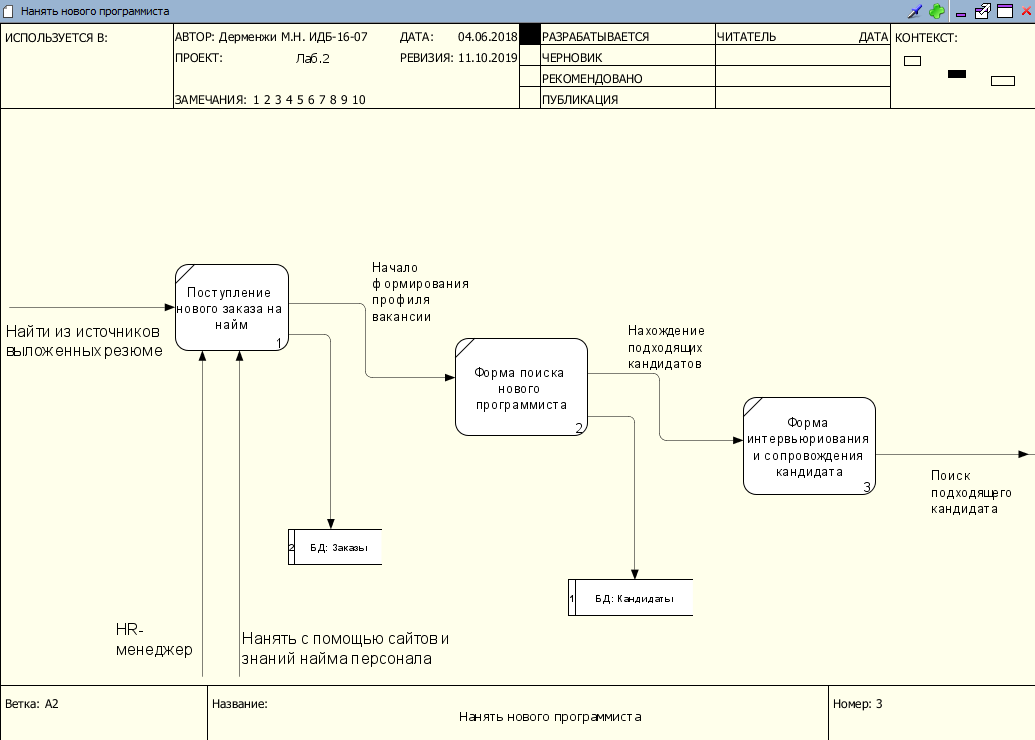 Нанять нового программиста
ИСПОЛЬЗУЕТСЯ В:
АВТОР: Дерменжи М.Н. ИДБ-16-07
ДАТА: 04.06.2018
ПРОЕКТ: Лаб.2
РЕВИЗИЯ: 11.10.2019
ЗАМЕЧАНИЯ: 1 2 3 4 5 6 7 8 9 10
РАЗРАБАТЫВАЕТСЯ
ЧЕРНОВИК
РЕКОМЕНДОВАНО
ПУБЛИКАЦИЯ
ЧИТАТЕЛЬ ДАТА
КОНТЕКСТ:
Найти из источников
выложенных резюме
Поступление
нового заказа на
найм
1
Начало
формирования
профиля
вакансии
Форма поиска
нового
программиста
2
Нахождение
подходящих
кандидатов
Форма
интервьюриования
и сопровождения
кандидата
3
Поиск
подходящего
кандидата
2 БД: Заказы
1 БД: Кандидаты
HR-
менеджер
Нанять с помощью сайтов и
знаний найма персонала
Ветка: A2
Название:
Нанять нового программиста
Номер: 3